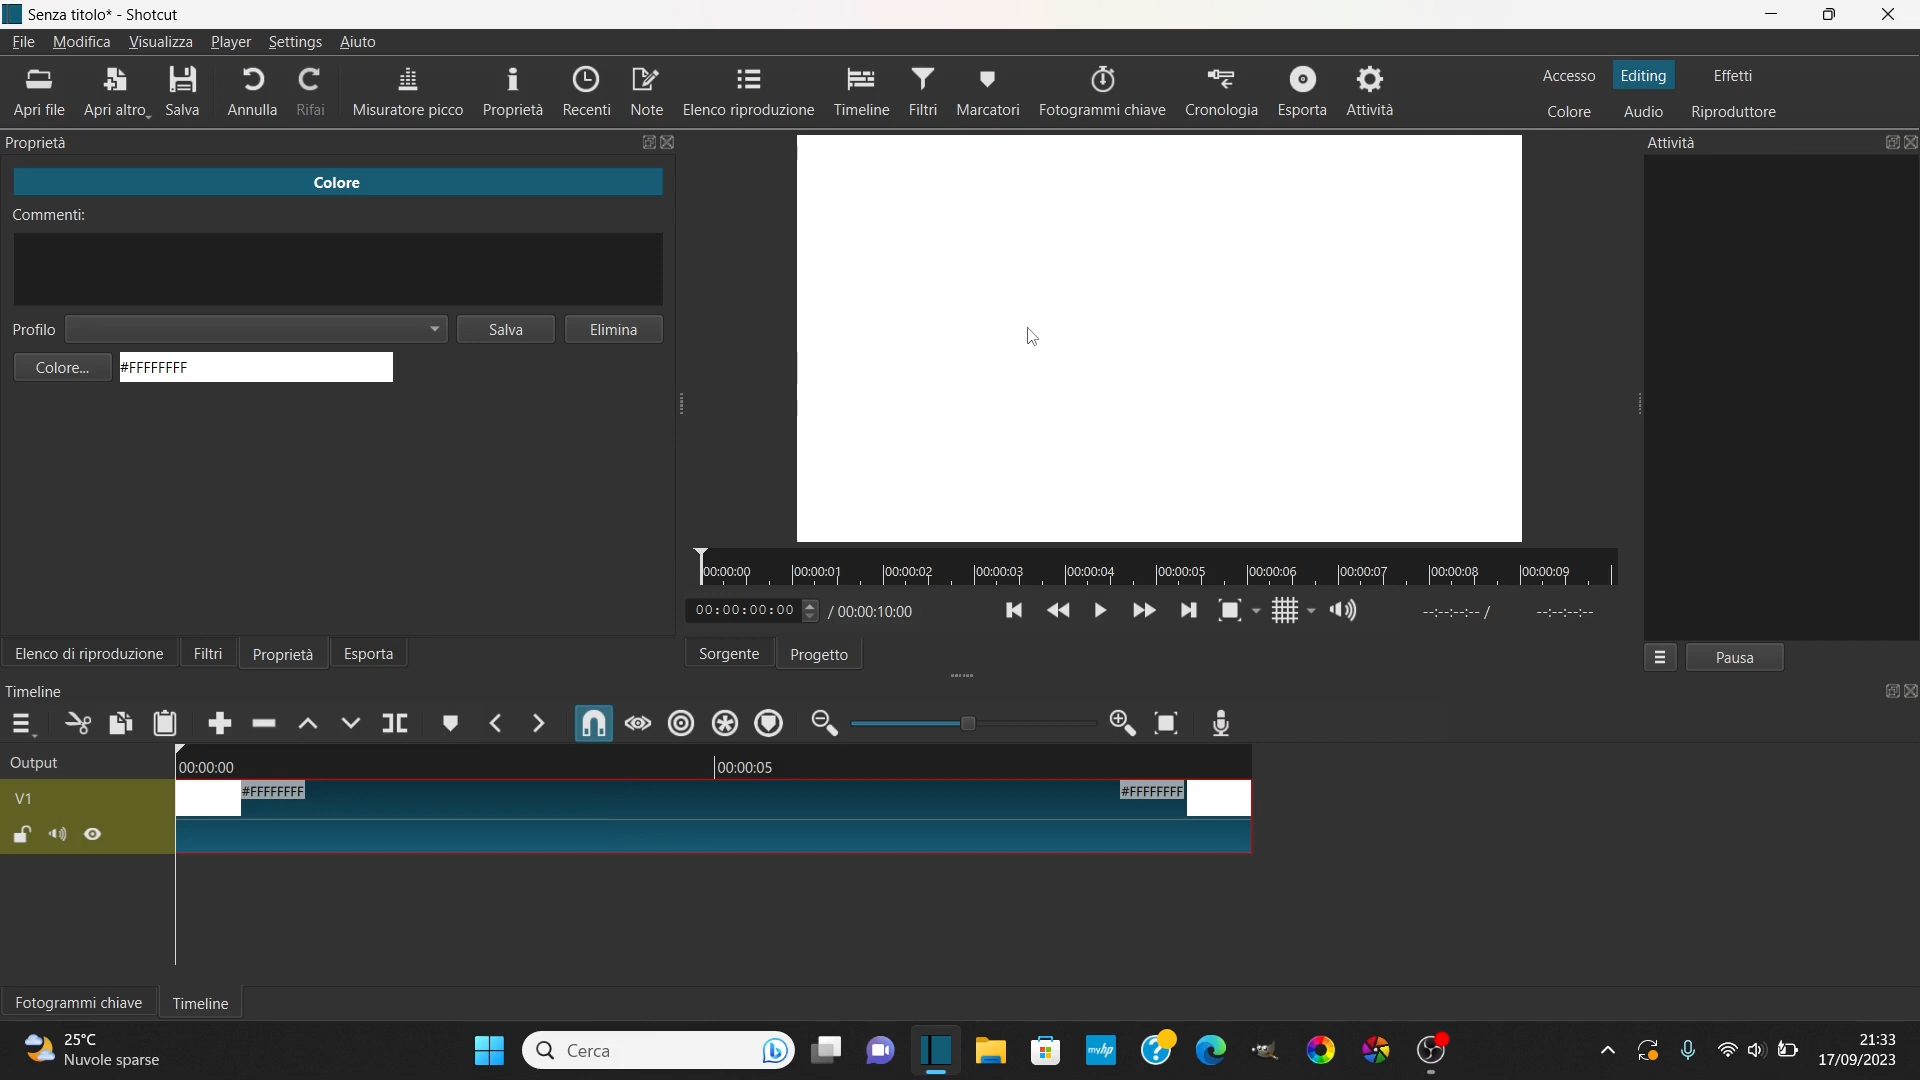 Senza titolo* - Shotcut
File Modifica Visualizza Player Settings Aiuto
Apri file Apri altro Salva Annulla Rifai Misuratore picco Proprietà Recenti Note Elenco riproduzione Timeline Filtri Marcatori Fotogrammi chiave Cronologia Esporta Attività
Accesso Editing Effetti
Colore Audio Riproduttore
Proprietà
Attività
Colore
Commenti:
Profilo Salva Elimina
Colore... #FFFFFFFF
00:00:00 00:00:01 00:00:02 00:00:03 00:00:04 00:00:05 00:00:06 00:00:07 00:00:08 00:00:09
00:00:00:00 / 00:00:10:00 --:--:--:-- / --:--:--:--
Elenco di riproduzione Filtri Proprietà Esporta
Sorgente Progetto
Pausa
Timeline
Output
00:00:00 00:00:05
V1
#FFFFFFFF #FFFFFFFF
Fotogrammi chiave Timeline
25°C
Nuvole sparse
Cerca
myhp
21:33
17/09/2023